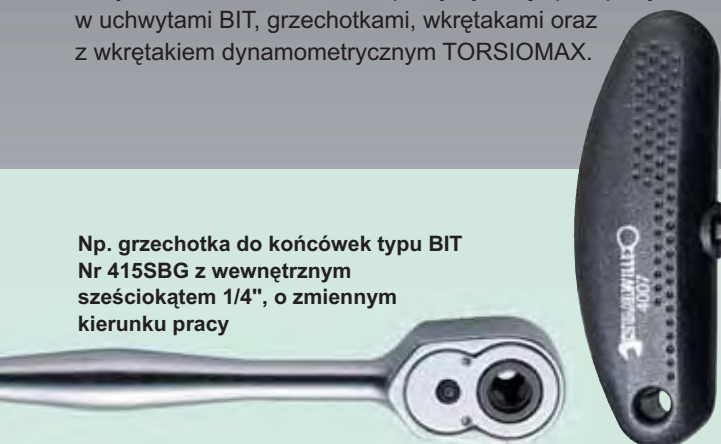 w uchwytami BIT, grzechotkami, wkrętakami oraz
z wkrętakiem dynamometrycznym TORSIOMAX.
Np. grzechotka do końcówek typu BIT
Nr 415SBG z wewnętrznym
sześciokątem 1/4", o zmiennym
kierunku pracy
4007